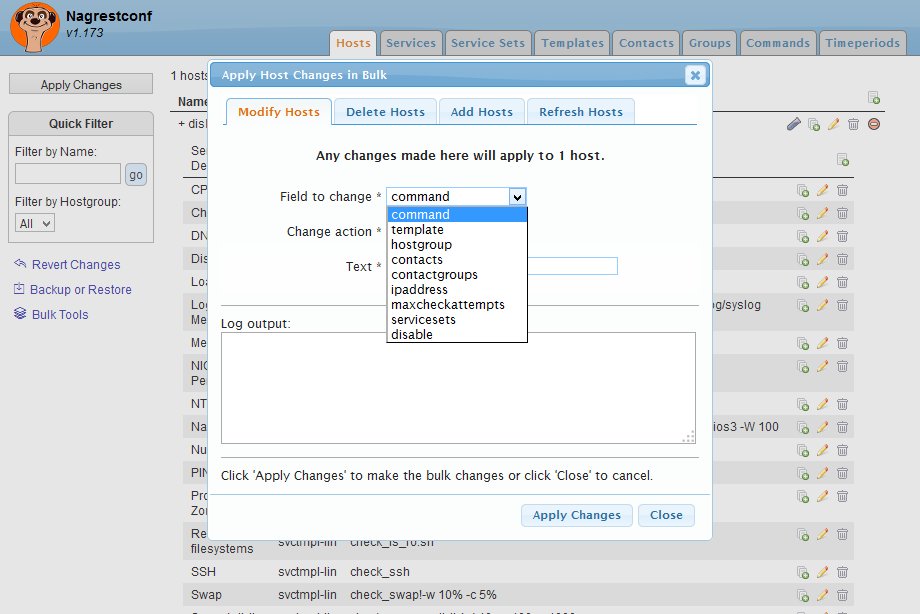 Nagrestconf
v1.173
Hosts
Services
Service Sets
Templates
Contacts
Groups
Commands
Timeperiods
Apply Changes
Quick Filter
Filter by Name:
go
Filter by Hostgroup:
All
Revert Changes
Backup or Restore
Bulk Tools
1 hosts
Name
+ disl
Se
De
CP
Ch
DN
Dis
Loa
Log
Me
g/syslog
Me
NIC
Pe
NT
Na
ios3 -W 100
Nu
PIN
Pro
Zo
Re
filesystems
svctmpl-lin
check_fs_ro.sh
SSH
svctmpl-lin
check_ssh
Swap
svctmpl-lin
check_swap!-w 10% -c 5%
Apply Host Changes in Bulk
Modify Hosts
Delete Hosts
Add Hosts
Refresh Hosts
Any changes made here will apply to 1 host.
Field to change *
command
command
template
hostgroup
contacts
contactgroups
ipaddress
maxcheckattempts
servicesets
disable
Change action *
Text *
Log output:
Click 'Apply Changes' to make the bulk changes or click 'Close' to cancel.
Apply Changes
Close